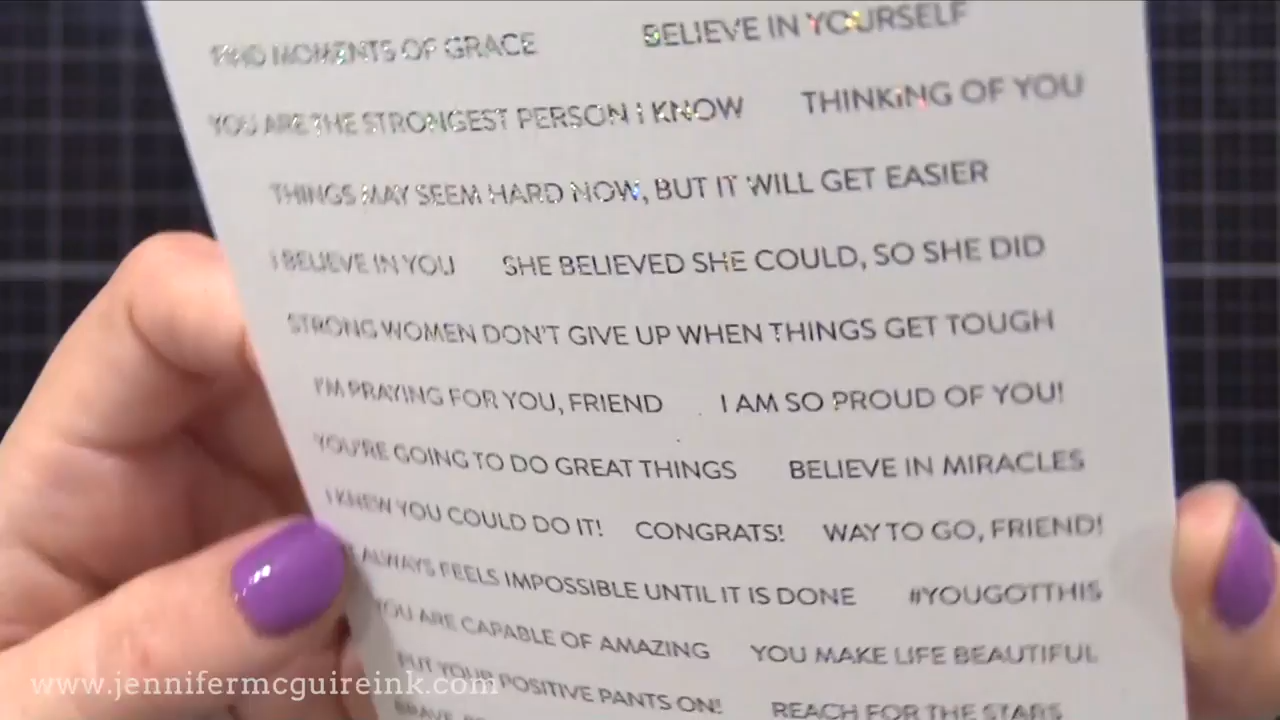 FIND MOMENTS OF GRACE BELIEVE IN YOURSELF
YOU ARE THE STRONGEST PERSON I KNOW THINKING OF YOU
THINGS MAY SEEM HARD NOW, BUT IT WILL GET EASIER
I BELIEVE IN YOU SHE BELIEVED SHE COULD, SO SHE DID
STRONG WOMEN DON'T GIVE UP WHEN THINGS GET TOUGH
I'M PRAYING FOR YOU, FRIEND I AM SO PROUD OF YOU!
YOU'RE GOING TO DO GREAT THINGS BELIEVE IN MIRACLES
I KNEW YOU COULD DO IT! CONGRATS! WAY TO GO, FRIEND!
ALWAYS FEELS IMPOSSIBLE UNTIL IT IS DONE #YOUGOTTHIS
YOU ARE CAPABLE OF AMAZING YOU MAKE LIFE BEAUTIFUL
PUT YOUR POSITIVE PANTS ON! REACH FOR THE STARS
BRAVE
www.jennifermcguireink.com